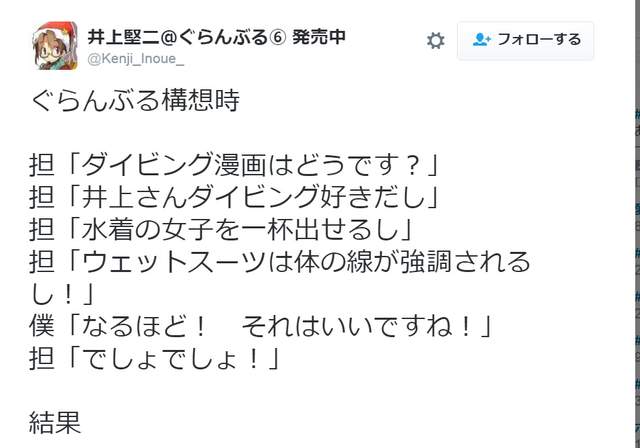 井上堅二@ぐらんぶる⑥ 発売中
フォローする
@Kenji_Inoue_
ぐらんぶる構想時
担「ダイビング漫画はどうです？」
担「井上さんダイビング好きだし」
担「水着の女子を一杯出せるし」
担「ウェットスーツは体の線が強調される
し！」
僕「なるほど！　それはいいですね！」
担「でしょでしょ！」
結果